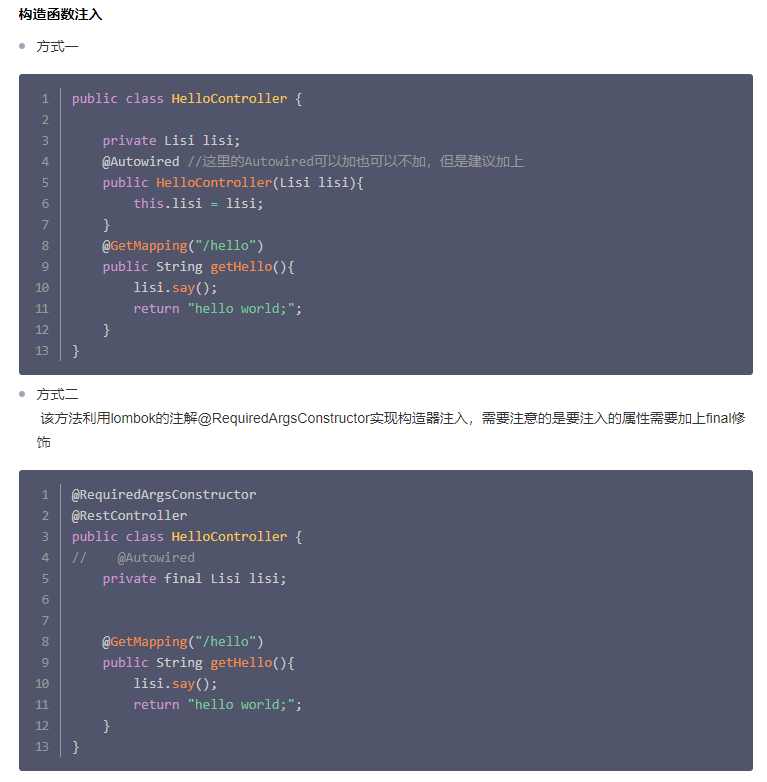 构造函数注入
方式一
1 public class HelloController {
2
3     private Lisi lisi;
4     @Autowired //这里的Autowired可以加也可以不加，但是建议加上
5     public HelloController(Lisi lisi){
6         this.lisi = lisi;
7     }
8     @GetMapping("/hello")
9     public String getHello(){
10         lisi.say();
11         return "hello world;";
12     }
13 }
方式二
该方法利用lombok的注解@RequiredArgsConstructor实现构造器注入，需要注意的是要注入的属性需要加上final修
饰
1 @RequiredArgsConstructor
2 @RestController
3 public class HelloController {
4 //    @Autowired
5     private final Lisi lisi;
6
7
8     @GetMapping("/hello")
9     public String getHello(){
10         lisi.say();
11         return "hello world;";
12     }
13 }